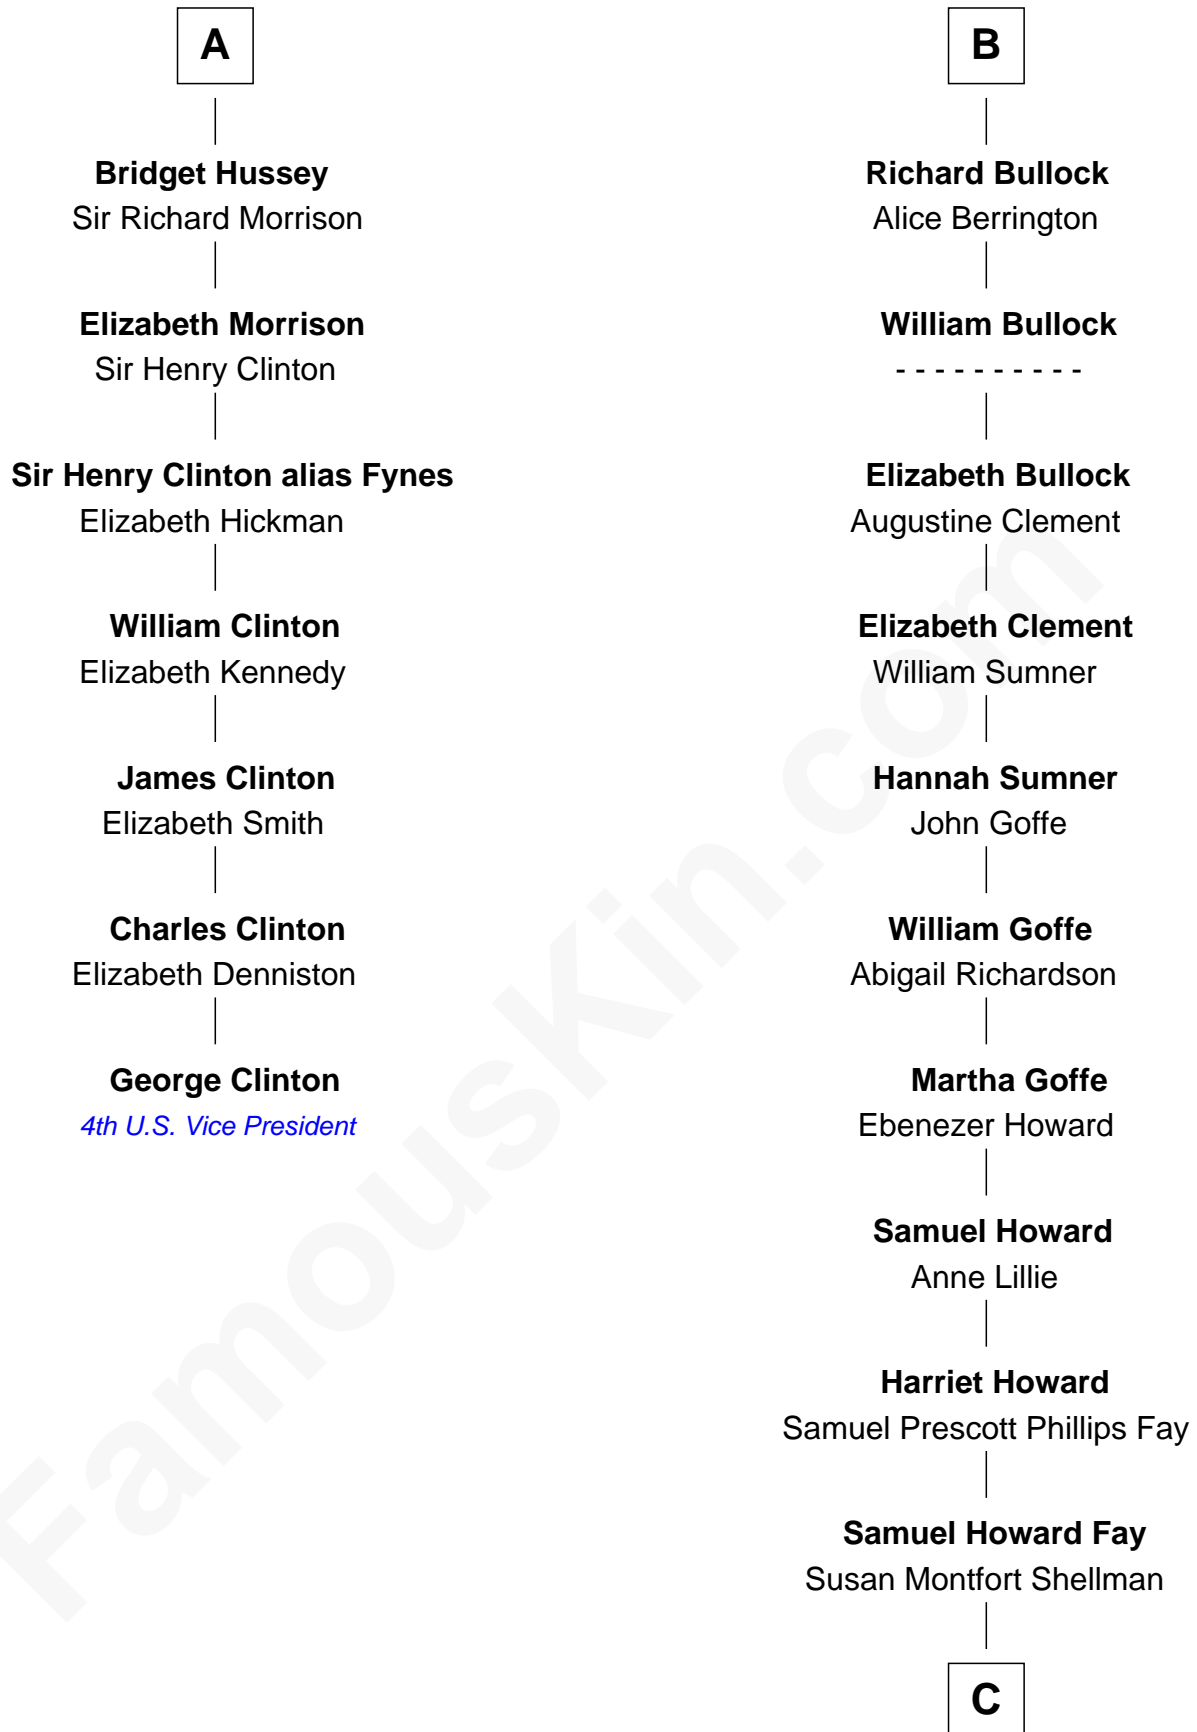 A
Bridget Hussey
Sir Richard Morrison
Elizabeth Morrison
Sir Henry Clinton
Sir Henry Clinton alias Fynes
Elizabeth Hickman
William Clinton
Elizabeth Kennedy
James Clinton
Elizabeth Smith
Charles Clinton
Elizabeth Denniston
George Clinton
4th U.S. Vice President
B
Richard Bullock
Alice Berrington
William Bullock
- - - - - - - - - -
Elizabeth Bullock
Augustine Clement
Elizabeth Clement
William Sumner
Hannah Sumner
John Goffe
William Goffe
Abigail Richardson
Martha Goffe
Ebenezer Howard
Samuel Howard
Anne Lillie
Harriet Howard
Samuel Prescott Phillips Fay
Samuel Howard Fay
Susan Montfort Shellman
C
FamousKin.com